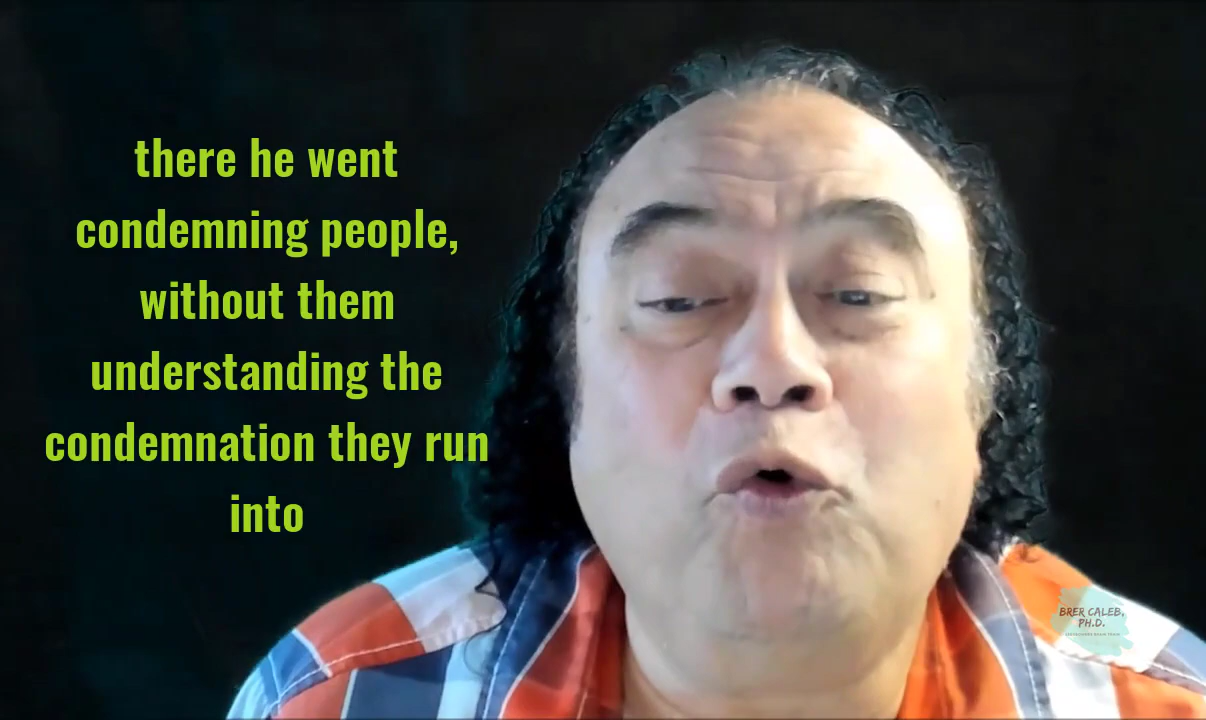 there he went
condemning people,
without them
understanding the
condemnation they run
into
BRER CALEB,
PH.D.